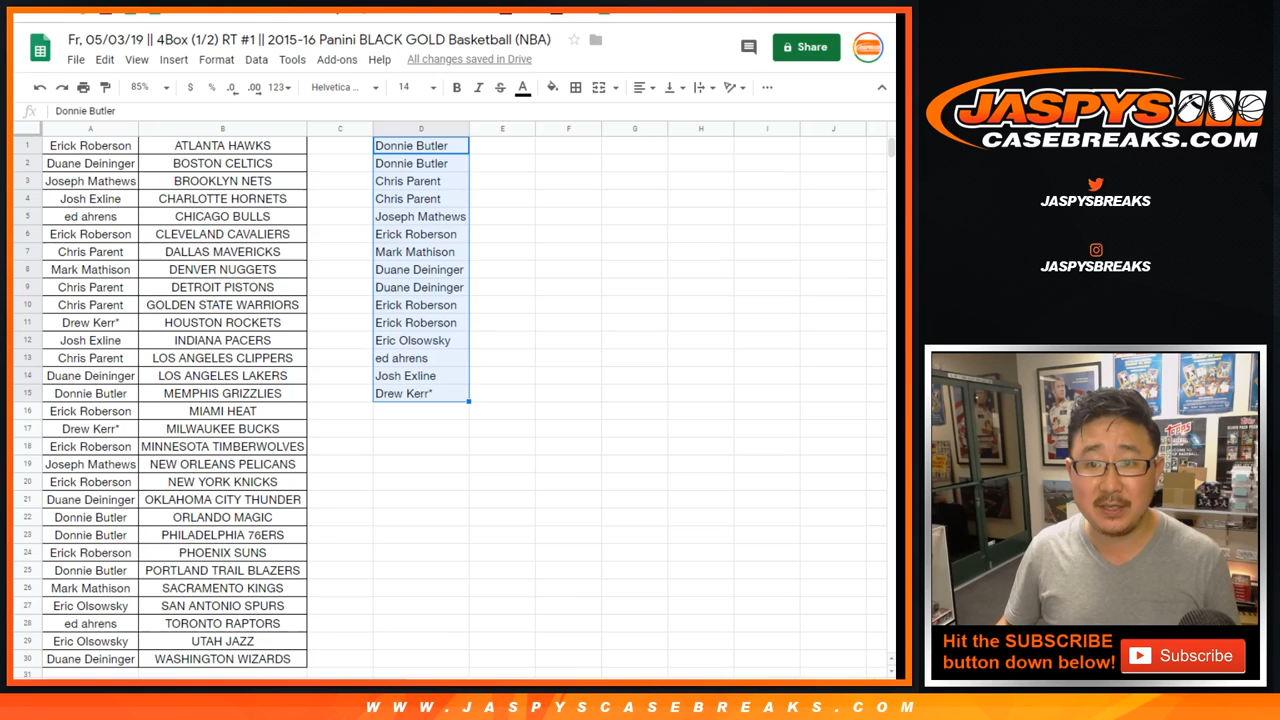 Fr, 05/03/19 || 4Box (1/2) RT #1 || 2015-16 Panini BLACK GOLD Basketball (NBA)
Share
File Edit View Insert Format Data Tools Add-ons Help All changes saved in Drive
85% $ % .0 .00 123 Helvetica ... 14 B I S A
fx Donnie Butler
A B C D E F G H I J
1 Erick Roberson ATLANTA HAWKS Donnie Butler
2 Duane Deininger BOSTON CELTICS Donnie Butler
3 Joseph Mathews BROOKLYN NETS Chris Parent
4 Josh Exline CHARLOTTE HORNETS Chris Parent
5 ed ahrens CHICAGO BULLS Joseph Mathews
6 Erick Roberson CLEVELAND CAVALIERS Erick Roberson
7 Chris Parent DALLAS MAVERICKS Mark Mathison
8 Mark Mathison DENVER NUGGETS Duane Deininger
9 Chris Parent DETROIT PISTONS Duane Deininger
10 Chris Parent GOLDEN STATE WARRIORS Erick Roberson
11 Drew Kerr* HOUSTON ROCKETS Erick Roberson
12 Josh Exline INDIANA PACERS Eric Olsowsky
13 Chris Parent LOS ANGELES CLIPPERS ed ahrens
14 Duane Deininger LOS ANGELES LAKERS Josh Exline
15 Donnie Butler MEMPHIS GRIZZLIES Drew Kerr*
16 Erick Roberson MIAMI HEAT
17 Drew Kerr* MILWAUKEE BUCKS
18 Erick Roberson MINNESOTA TIMBERWOLVES
19 Joseph Mathews NEW ORLEANS PELICANS
20 Erick Roberson NEW YORK KNICKS
21 Duane Deininger OKLAHOMA CITY THUNDER
22 Donnie Butler ORLANDO MAGIC
23 Donnie Butler PHILADELPHIA 76ERS
24 Erick Roberson PHOENIX SUNS
25 Donnie Butler PORTLAND TRAIL BLAZERS
26 Mark Mathison SACRAMENTO KINGS
27 Eric Olsowsky SAN ANTONIO SPURS
28 ed ahrens TORONTO RAPTORS
29 Eric Olsowsky UTAH JAZZ
30 Duane Deininger WASHINGTON WIZARDS
31
JASPYS
CASEBREAKS.COM
JASPYSBREAKS
JASPYSBREAKS
Topps
Hit the SUBSCRIBE
button down below!
Subscribe
WWW.JASPYSCASEBREAKS.COM